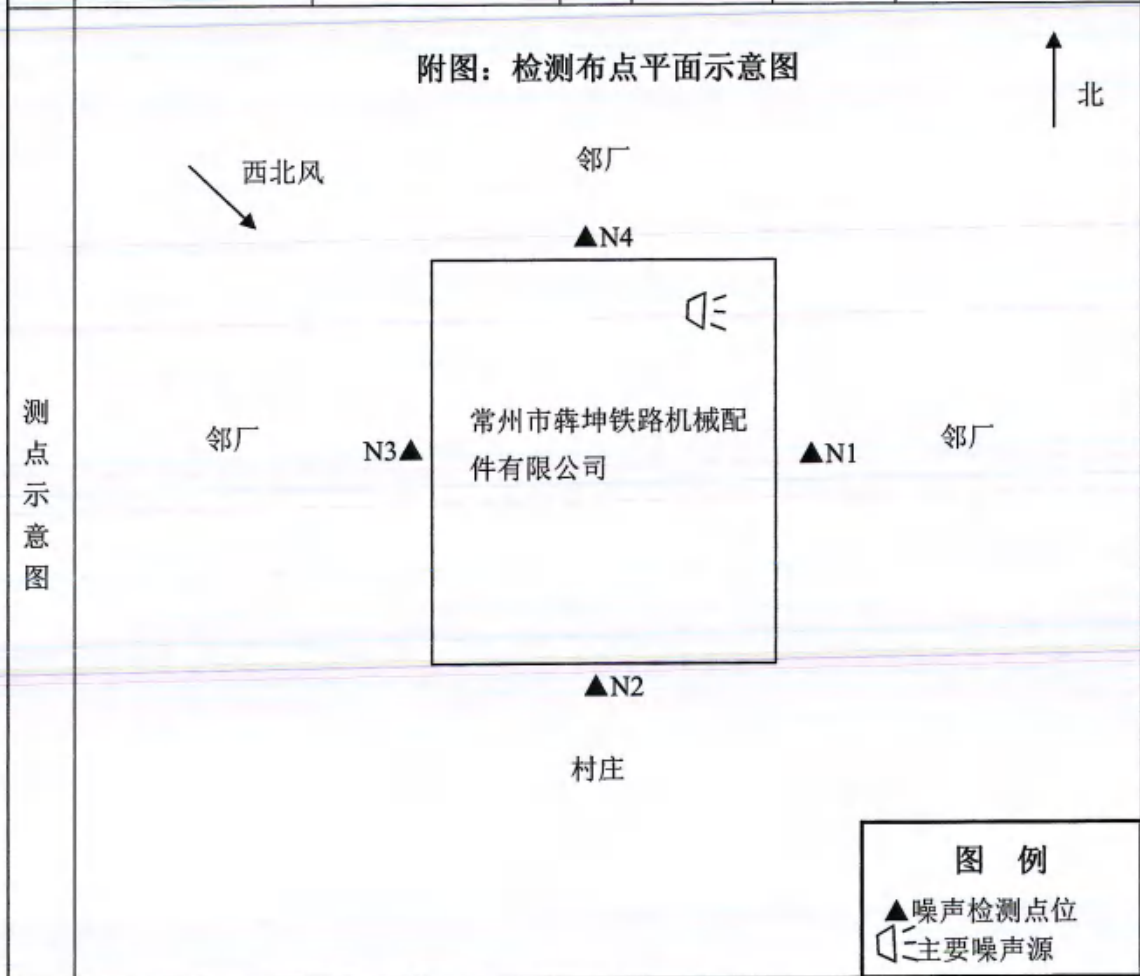 附图：检测布点平面示意图
北
西北风
邻厂
▲N4
测点示意图
邻厂
N3▲
常州市犇坤铁路机械配
件有限公司
▲N1
邻厂
▲N2
村庄
图 例
▲噪声检测点位
主要噪声源